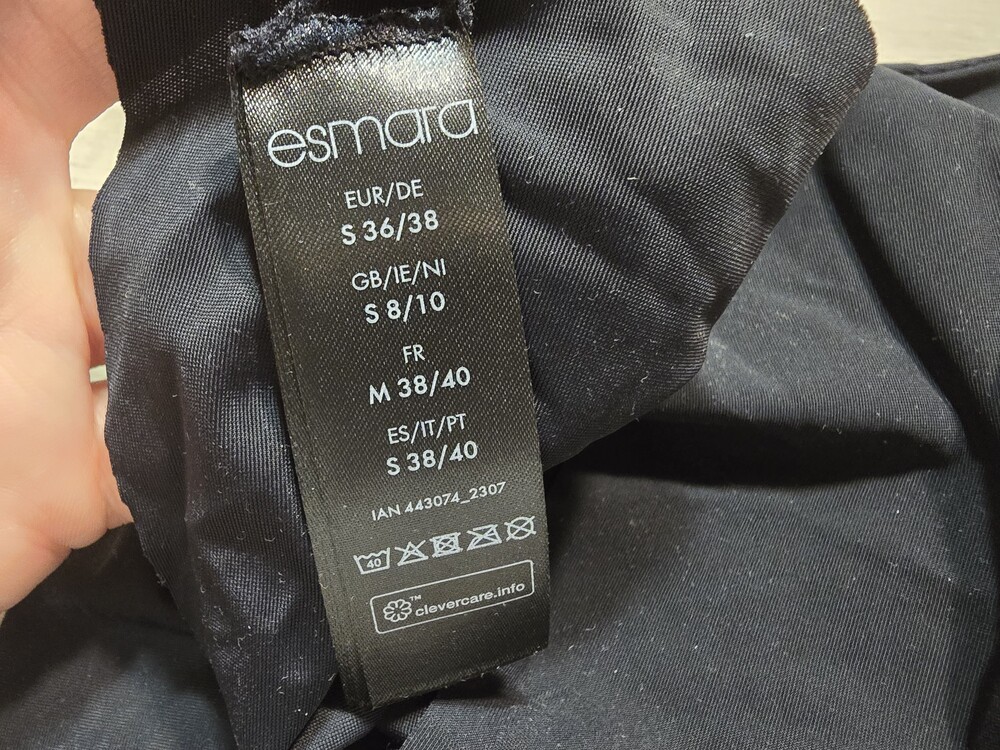 esmara
EUR/DE
S 36/38
GB/IE/NI
S 8/10
FR
M 38/40
ES/IT/PT
S 38/40
IAN 443074_2307
40
™ clevercare.info